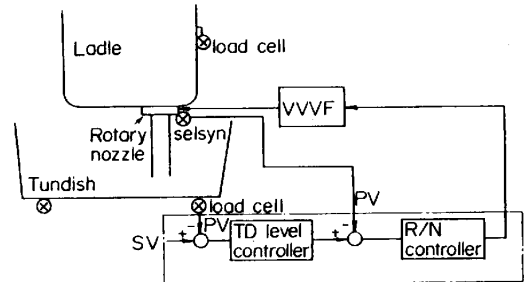 Ladle
load cell
VVVF
Rotary
nozzle
selsyn
Tundish
load cell
PV
PV
SV
+
-
TD level
controller
+
-
R/N
controller